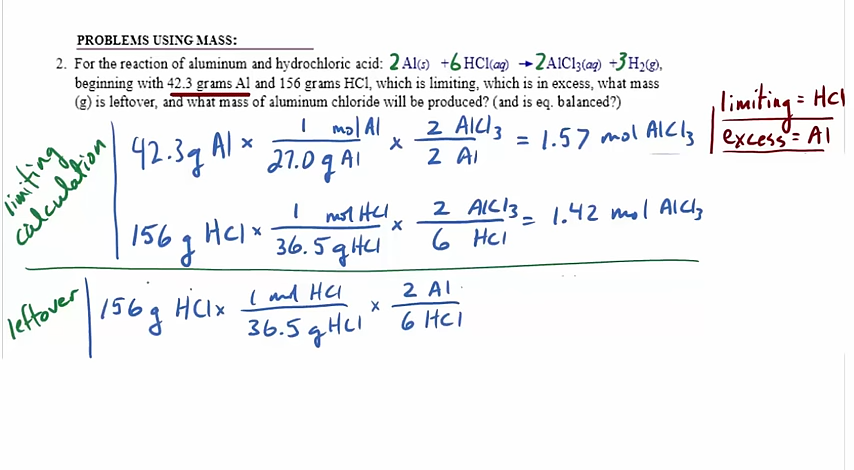 PROBLEMS USING MASS:
2. For the reaction of aluminum and hydrochloric acid: 2 Al(s) + 6 HCl(aq) → 2 AlCl3(aq) + 3 H2(g),
beginning with 42.3 grams Al and 156 grams HCl, which is limiting, which is in excess, what mass
(g) is leftover, and what mass of aluminum chloride will be produced? (and is eq. balanced?)
limiting = HCl
excess = Al
limiting
calculation
42.3 g Al × 1 mol Al / 27.0 g Al × 2 AlCl3 / 2 Al = 1.57 mol AlCl3
156 g HCl × 1 mol HCl / 36.5 g HCl × 2 AlCl3 / 6 HCl = 1.42 mol AlCl3
leftover
156 g HCl × 1 mol HCl / 36.5 g HCl × 2 Al / 6 HCl